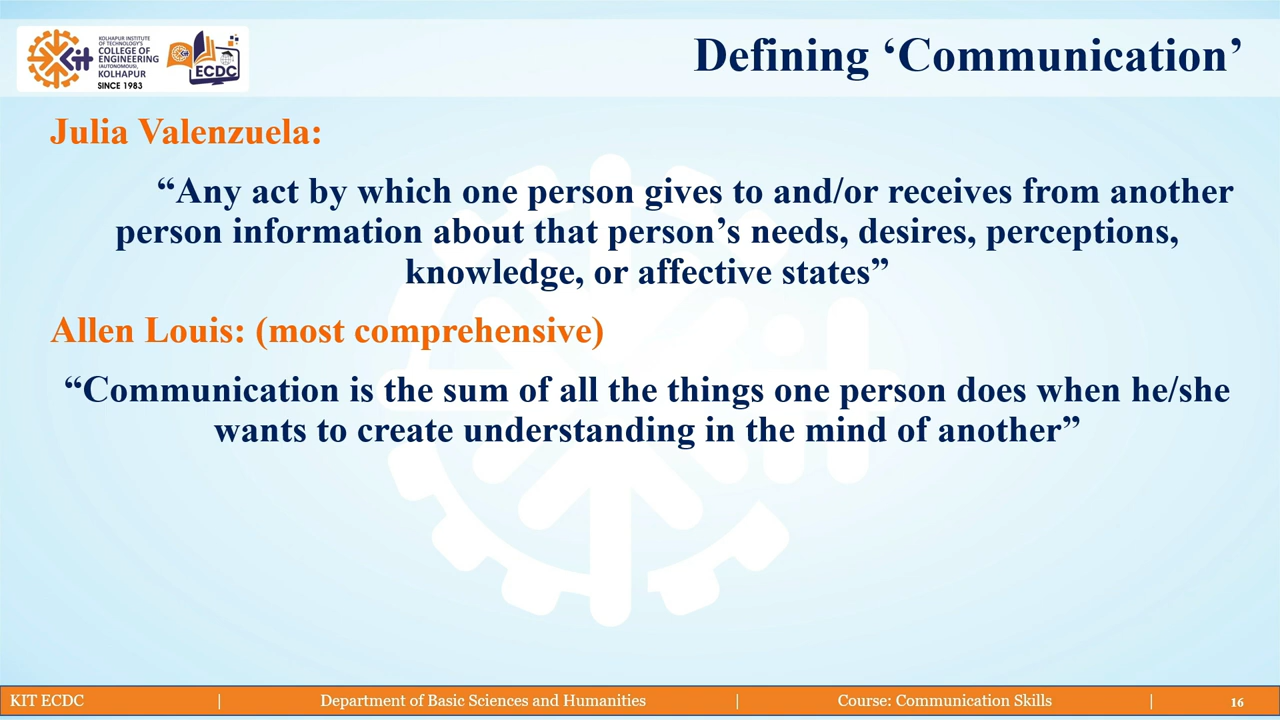 KOLHAPUR INSTITUTE
OF TECHNOLOGY'S
COLLEGE OF
ENGINEERING
(AUTONOMOUS),
KOLHAPUR
SINCE 1983
Kit
ECDC
Defining ‘Communication’
Julia Valenzuela:
“Any act by which one person gives to and/or receives from another
person information about that person’s needs, desires, perceptions,
knowledge, or affective states”
Allen Louis: (most comprehensive)
“Communication is the sum of all the things one person does when he/she
wants to create understanding in the mind of another”
KIT ECDC | Department of Basic Sciences and Humanities | Course: Communication Skills | 16